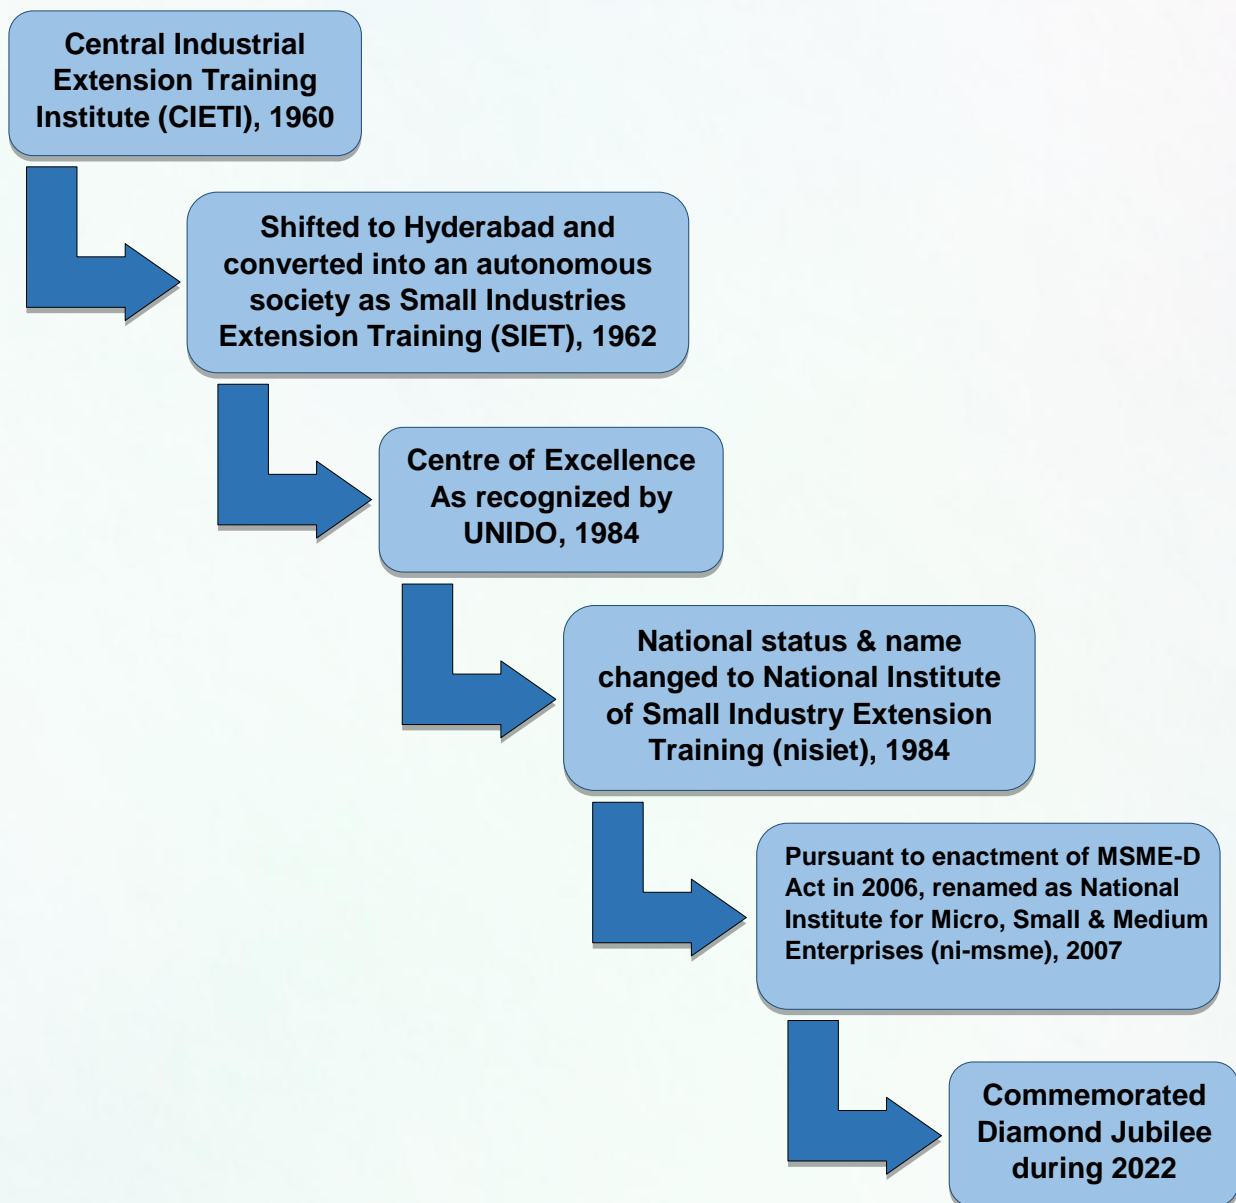 Central Industrial
Extension Training
Institute (CIETI), 1960
Shifted to Hyderabad and
converted into an autonomous
society as Small Industries
Extension Training (SIET), 1962
Centre of Excellence
As recognized by
UNIDO, 1984
National status & name
changed to National Institute
of Small Industry Extension
Training (nisiet), 1984
Pursuant to enactment of MSME-D
Act in 2006, renamed as National
Institute for Micro, Small & Medium
Enterprises (ni-msme), 2007
Commemorated
Diamond Jubilee
during 2022